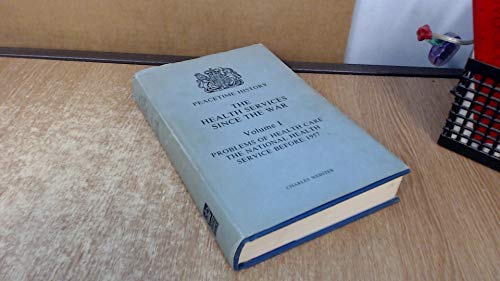 PEACETIME HISTORY
THE
HEALTH SERVICES
SINCE THE WAR
Volume I
PROBLEMS OF HEALTH CARE
THE NATIONAL HEALTH
SERVICE BEFORE 1957
CHARLES WEBSTER